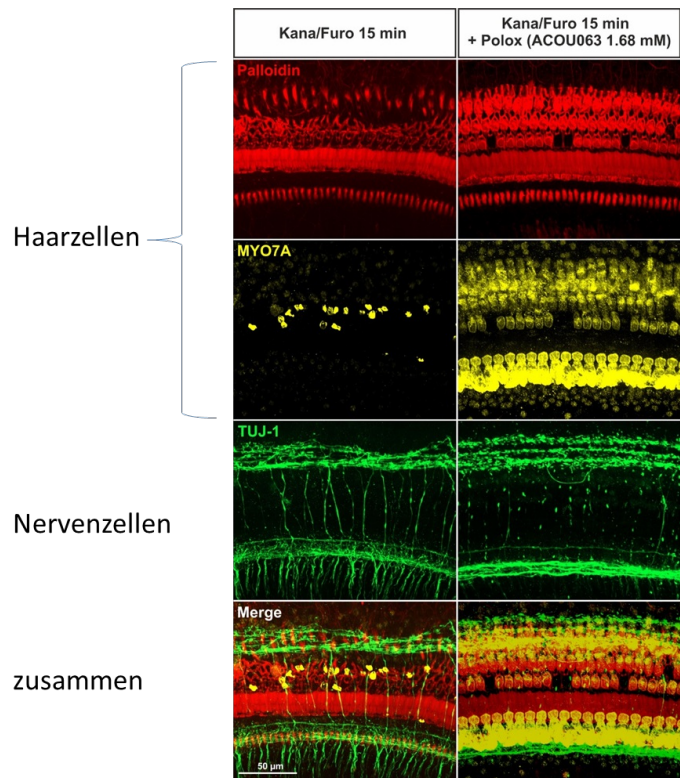 Kana/Furo 15 min
Kana/Furo 15 min
+ Polox (ACOU063 1.68 mM)
Palloidin
Haarzellen
MYO7A
TUJ-1
Nervenzellen
Merge
zusammen
50 µm